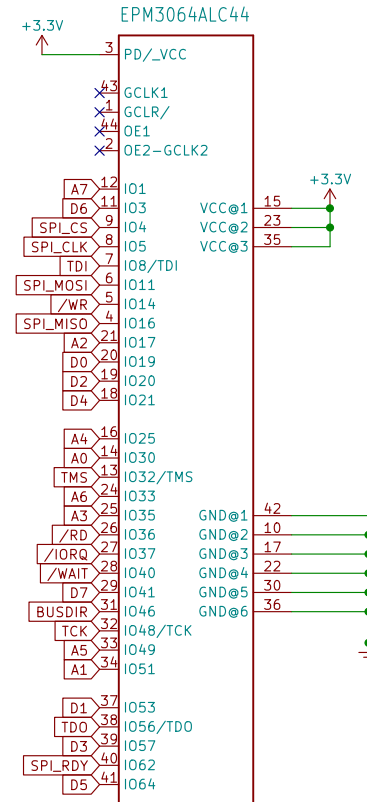 EPM3064ALC44
+3.3V
3 PD/_VCC
43 GCLK1
1 GCLR/
44 OE1
2 OE2-GCLK2
+3.3V
A7 12 IO1
D6 11 IO3 VCC@1 15
SPI_CS 9 IO4 VCC@2 23
SPI_CLK 8 IO5 VCC@3 35
TDI 7 IO8/TDI
SPI_MOSI 6 IO11
/WR 5 IO14
SPI_MISO 4 IO16
A2 21 IO17
D0 20 IO19
D2 19 IO20
D4 18 IO21
A4 16 IO25
A0 14 IO30
TMS 13 IO32/TMS
A6 24 IO33
A3 25 IO35 GND@1 42
/RD 26 IO36 GND@2 10
/IORQ 27 IO37 GND@3 17
/WAIT 28 IO40 GND@4 22
D7 29 IO41 GND@5 30
BUSDIR 31 IO46 GND@6 36
TCK 32 IO48/TCK
A5 33 IO49
A1 34 IO51
D1 37 IO53
TDO 38 IO56/TDO
D3 39 IO57
SPI_RDY 40 IO62
D5 41 IO64